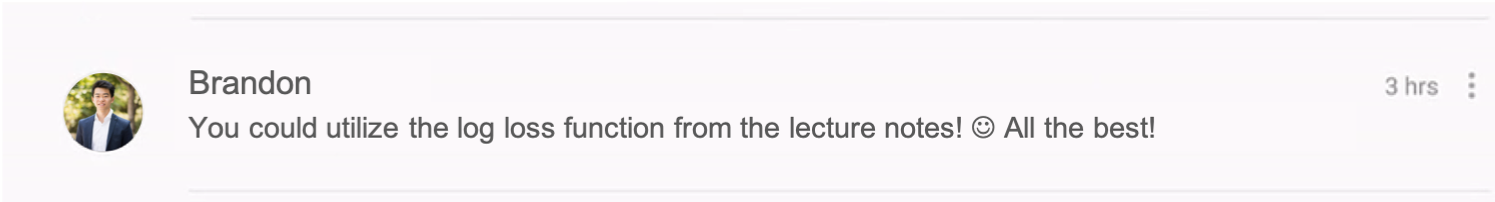 Brandon
3 hrs
You could utilize the log loss function from the lecture notes! ☺ All the best!